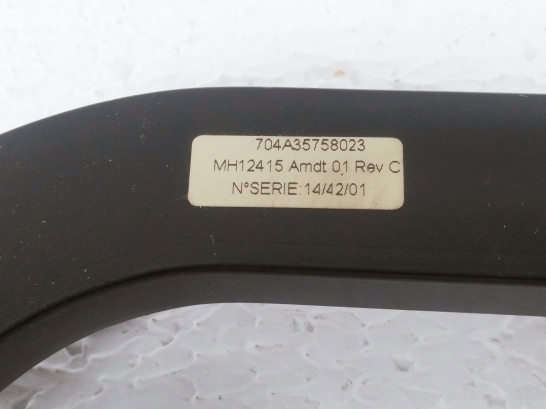 704A35758023
MH12415 Amdt 01 Rev C
N°SERIE:14/42/01